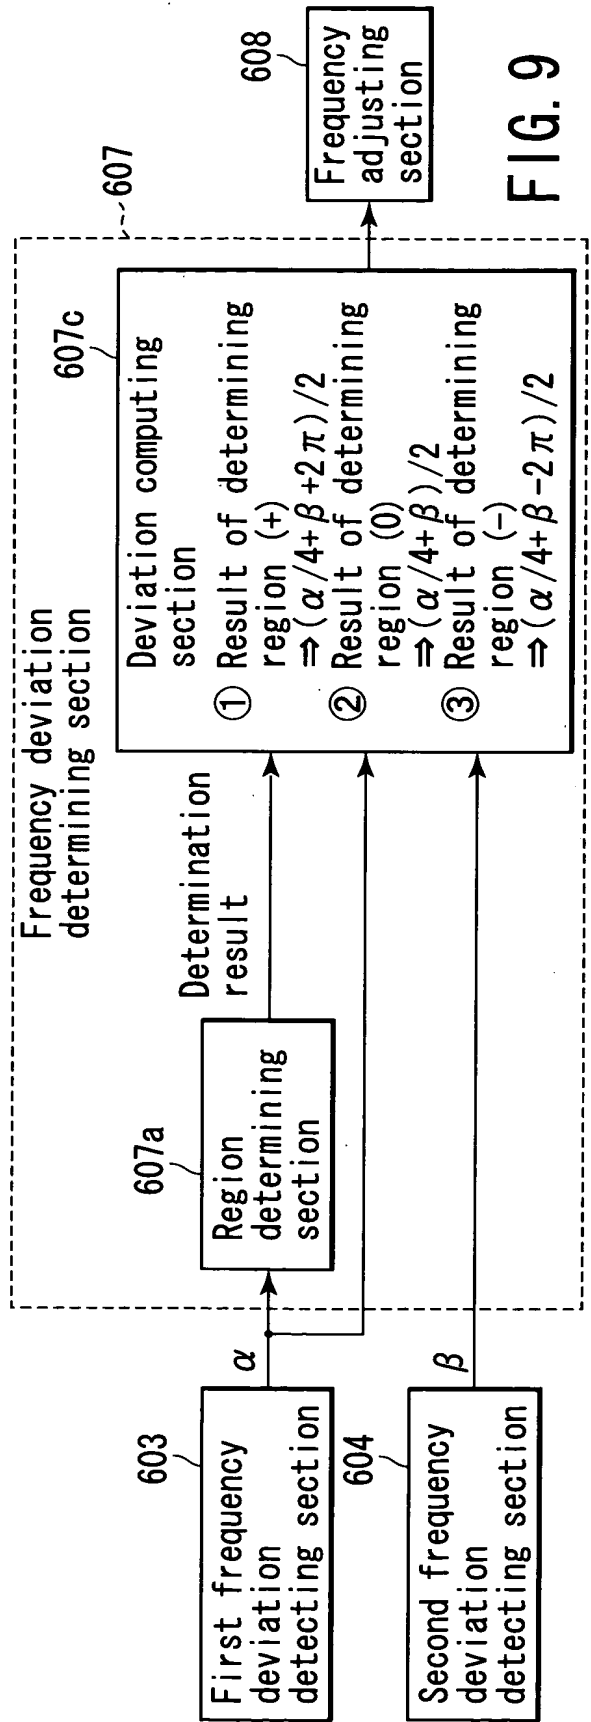 603
First frequency
deviation
detecting section
604
Second frequency
deviation
detecting section
α
β
Frequency deviation
determining section
607
607a
Region
determining
section
Determination
result
607c
Deviation computing
section
① Result of determining
region (+)
⇒(α/4+β+2π)/2
② Result of determining
region (0)
⇒(α/4+β)/2
③ Result of determining
region (-)
⇒(α/4+β-2π)/2
608
Frequency
adjusting
section
FIG. 9